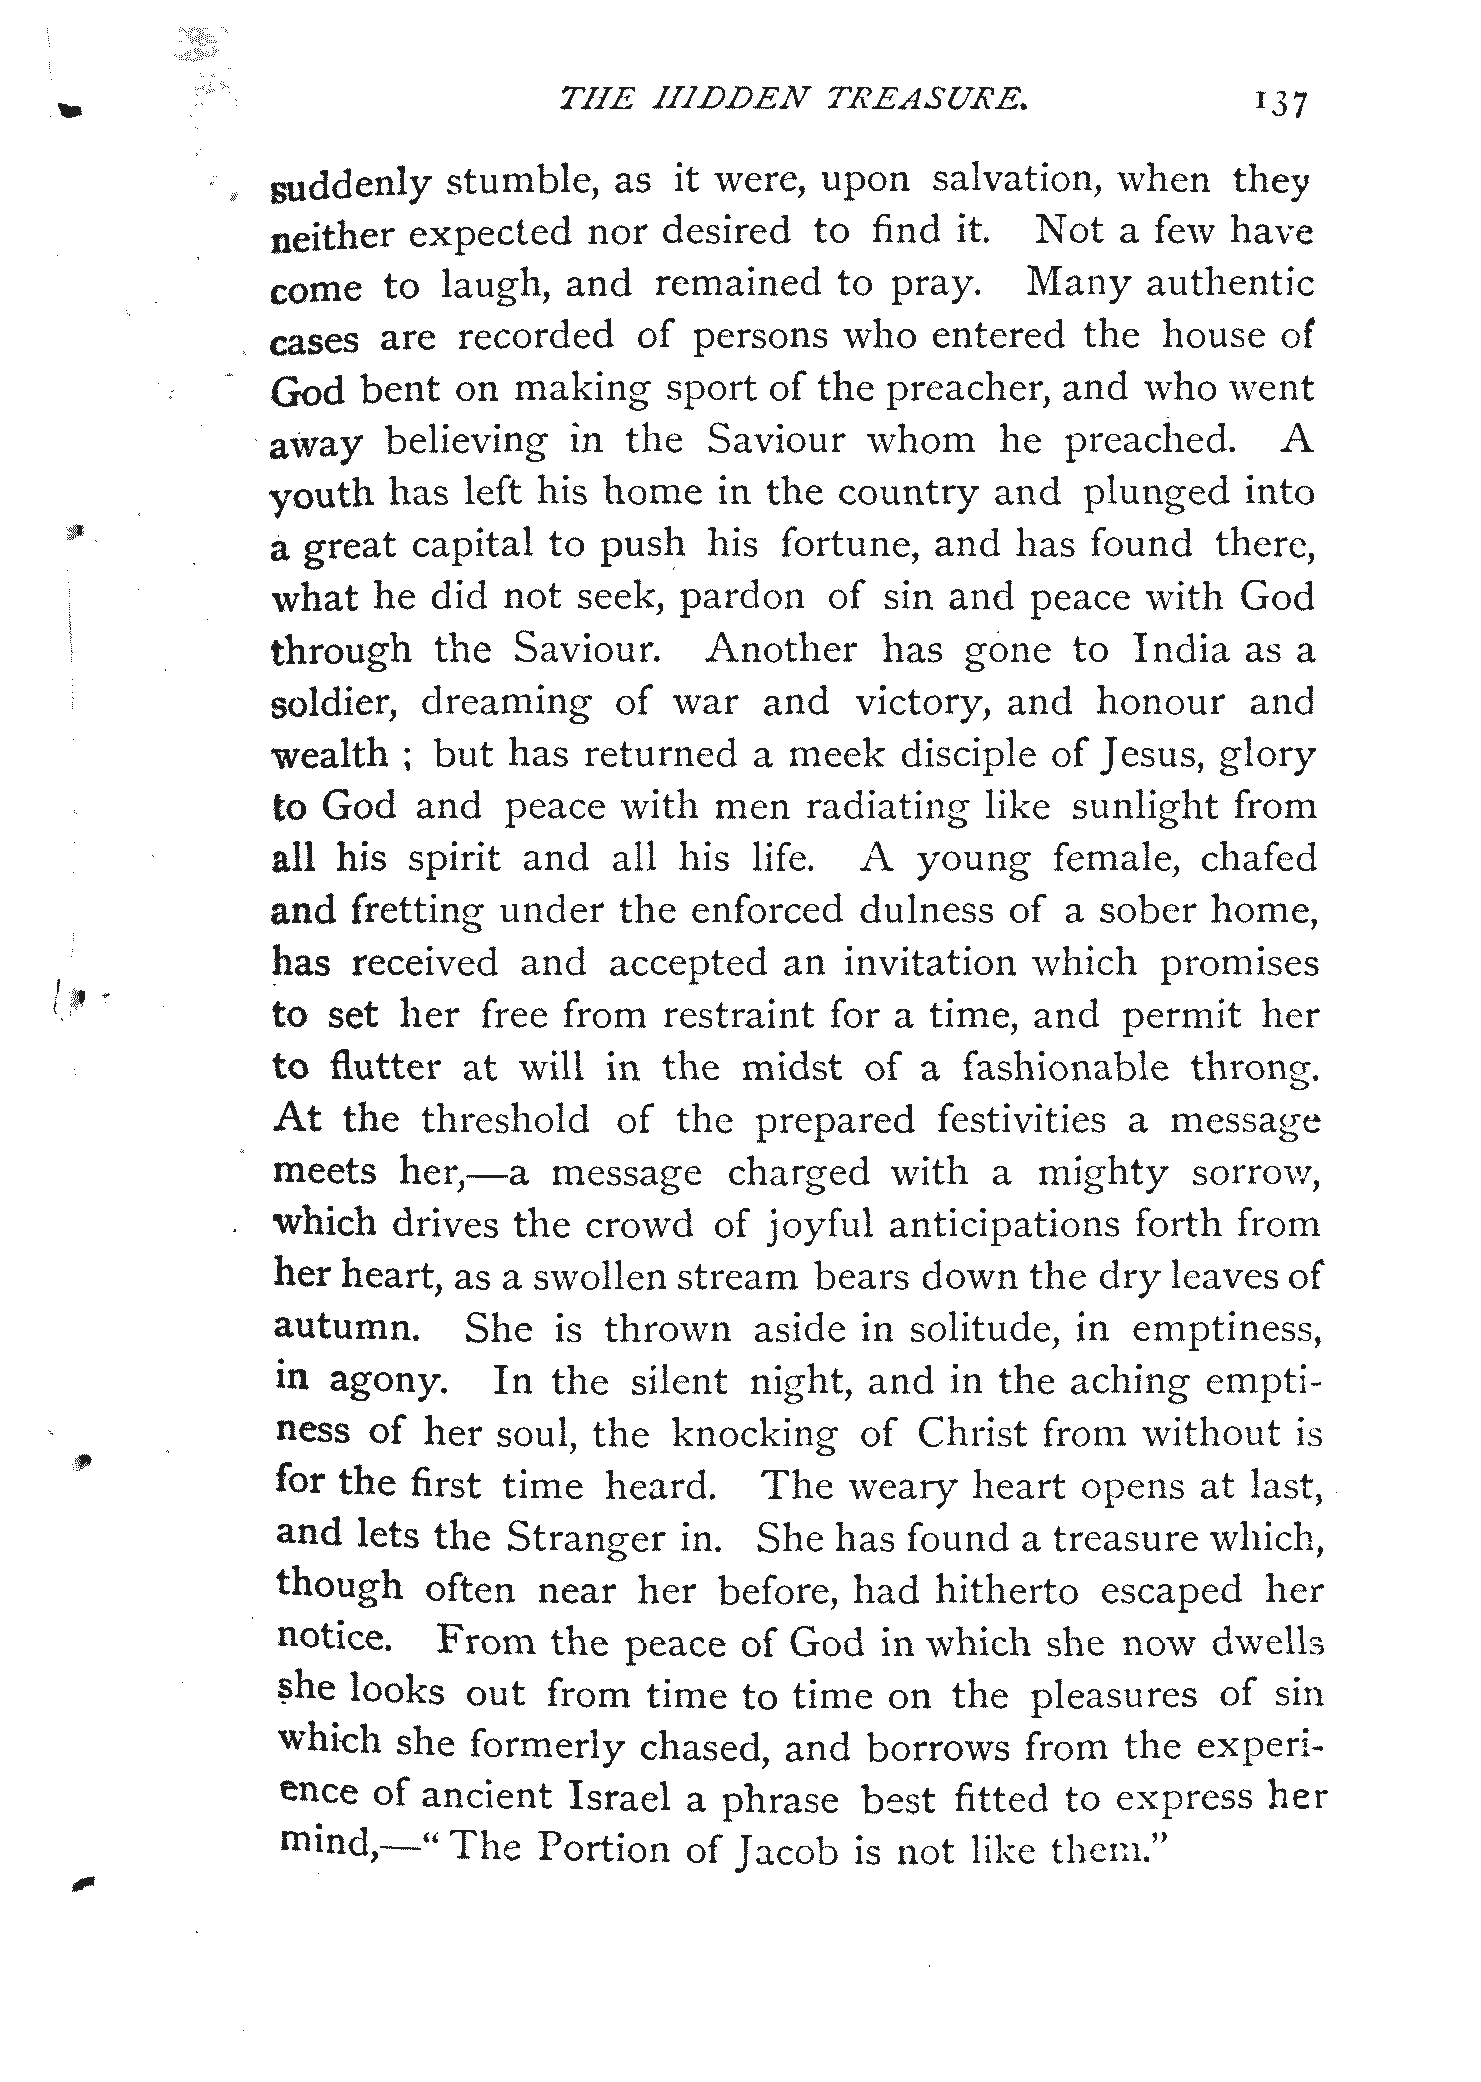 THE HIDDEN TREASURE. 137
suddenly stumble, as it were, upon salvation, when they
neither expected nor desired to find it. Not a few have
come to laugh, and remained to pray. Many authentic
cases are recorded of persons who entered the house of
God bent on making sport of the preacher, and who went
away believing in the Saviour whom he preached. A
youth has left his home in the country and plunged into
a great capital to push his fortune, and has found there,
what he did not seek, pardon of sin and peace with God
through the Saviour. Another has gone to India as a
soldier, dreaming of war and victory, and honour and
wealth ; but has returned a meek disciple of Jesus, glory
to God and peace with men radiating like sunlight from
all his spirit and all his life. A young female, chafed
and fretting under the enforced dulness of a sober home,
has received and accepted an invitation which promises
to set her free from restraint for a time, and permit her
to flutter at will in the midst of a fashionable throng.
At the threshold of the prepared festivities a message
meets her,—a message charged with a mighty sorrow,
which drives the crowd of joyful anticipations forth from
her heart, as a swollen stream bears down the dry leaves of
autumn. She is thrown aside in solitude, in emptiness,
in agony. In the silent night, and in the aching empti-
ness of her soul, the knocking of Christ from without is
for the first time heard. The weary heart opens at last,
and lets the Stranger in. She has found a treasure which,
though often near her before, had hitherto escaped her
notice. From the peace of God in which she now dwells
she looks out from time to time on the pleasures of sin
which she formerly chased, and borrows from the experi-
ence of ancient Israel a phrase best fitted to express her
mind,—“ The Portion of Jacob is not like them.”